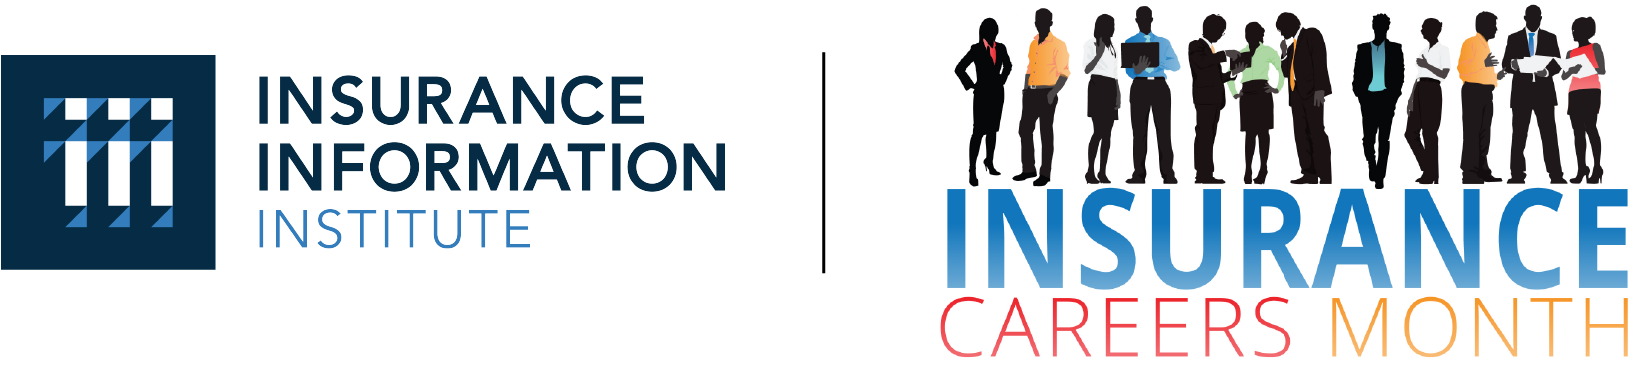 INSURANCE
INFORMATION
INSTITUTE
INSURANCE
CAREERS MONTH